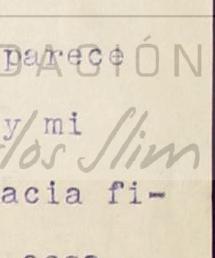 parece
DACIÓN
y mi
los Slim
acia fi-